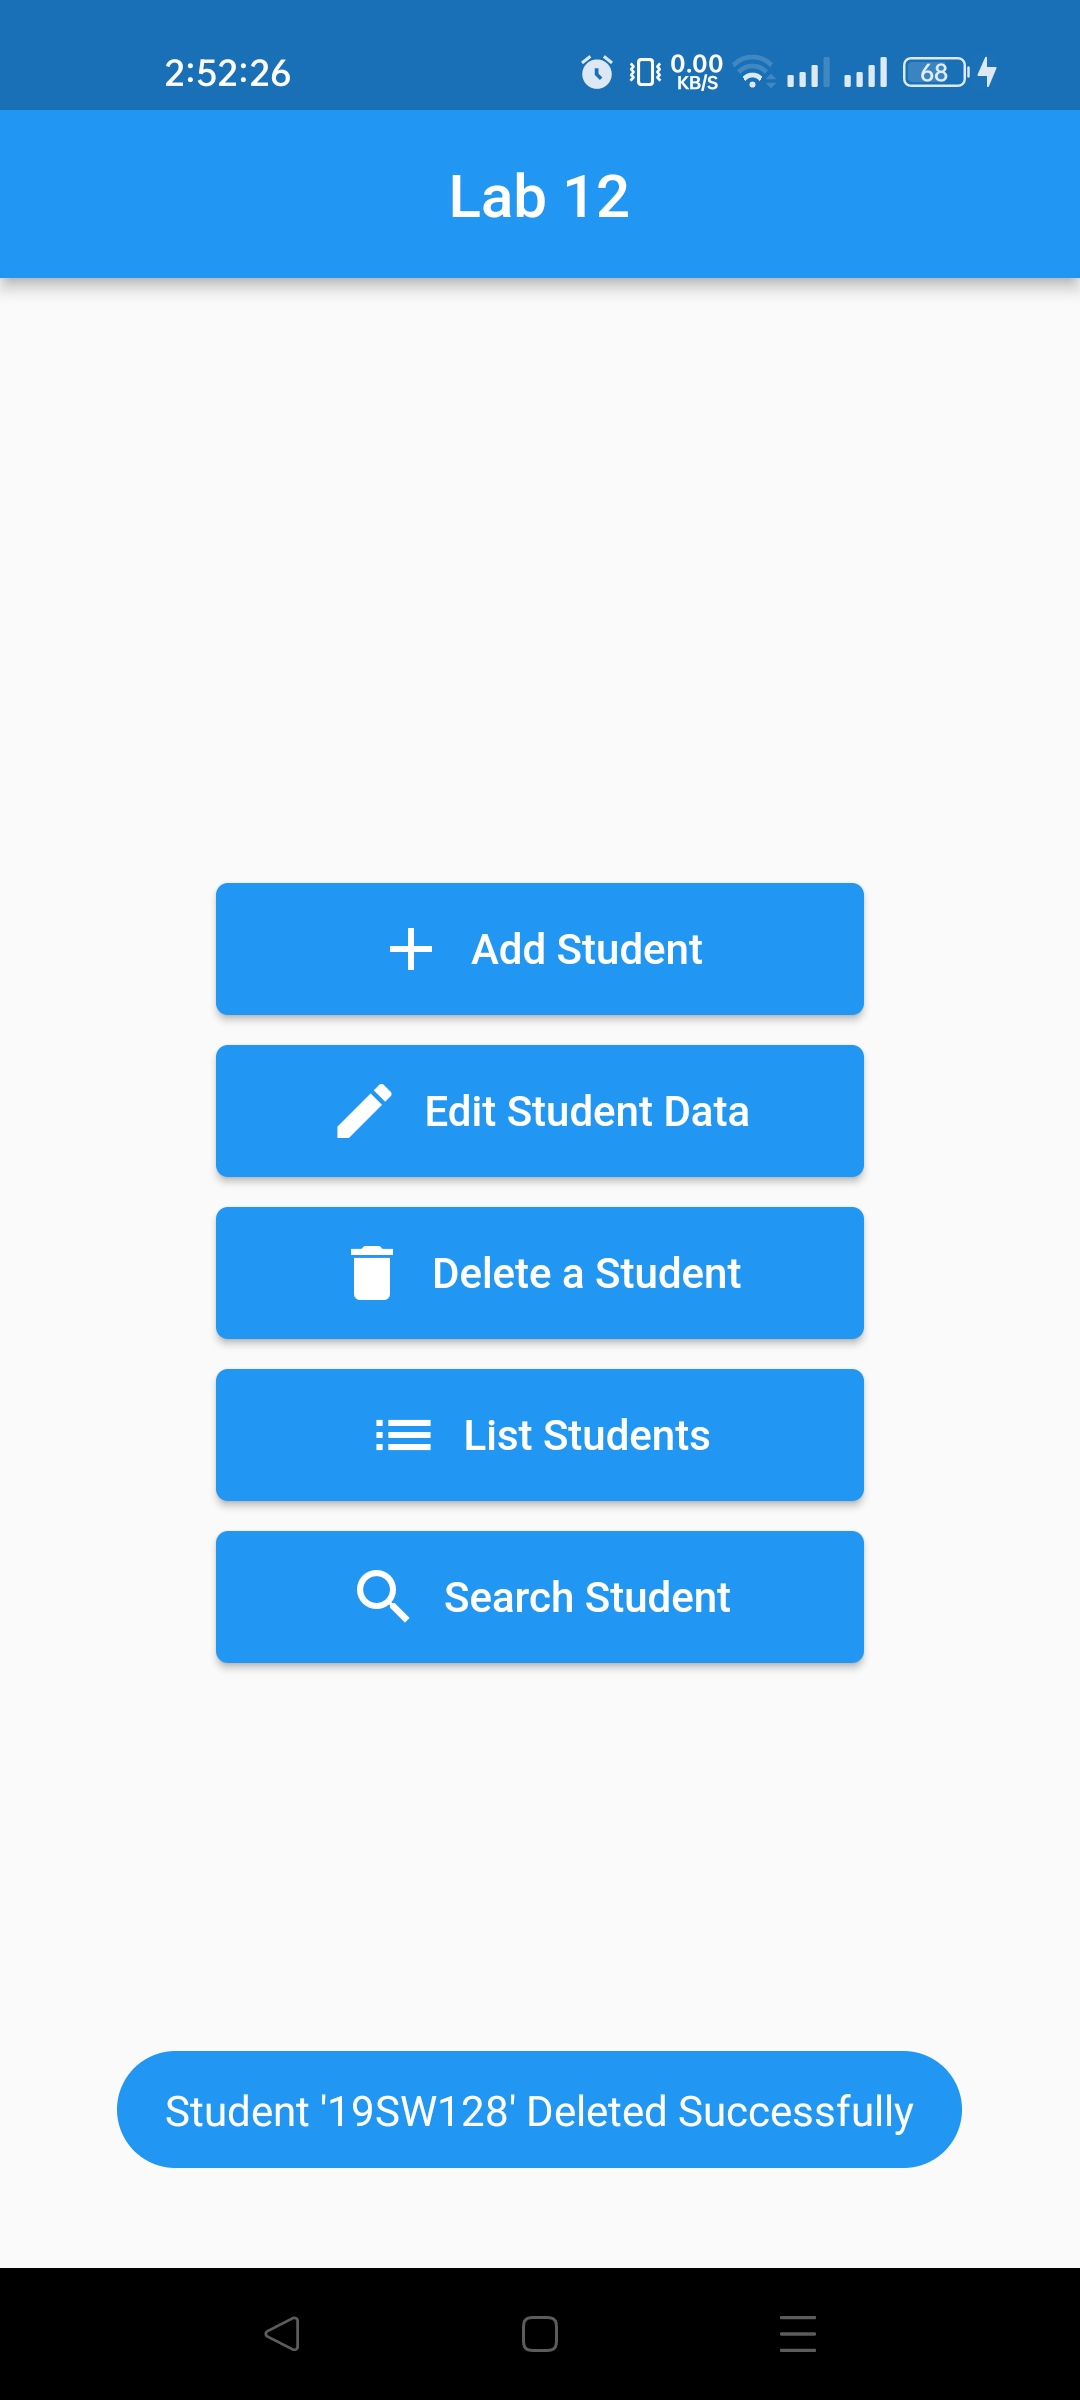 2:52:26
0.00
KB/S
68
Lab 12
Add Student
Edit Student Data
Delete a Student
List Students
Search Student
Student '19SW128' Deleted Successfully